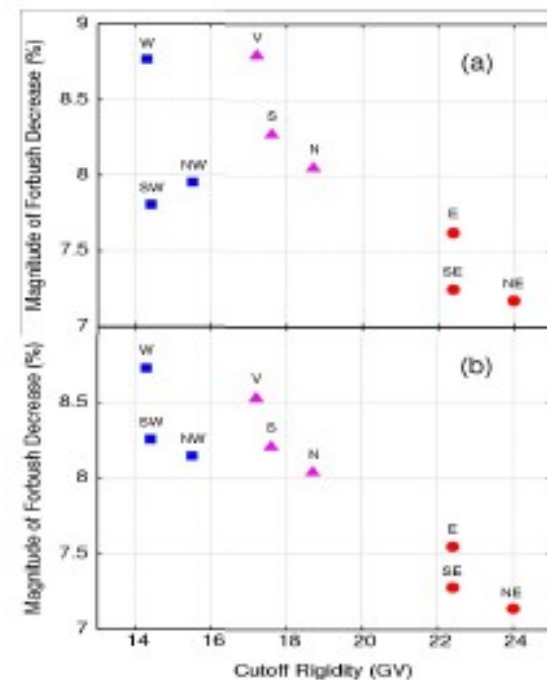 9
8.5
8
7.5
7
Magnitude of Forbush Decrease (%)
(a)
W
V
S
N
NW
SW
E
SE
NE
8.5
8
7.5
7
Magnitude of Forbush Decrease (%)
(b)
W
V
SW
NW
S
N
E
SE
NE
14
16
18
20
22
24
Cutoff Rigidity (GV)